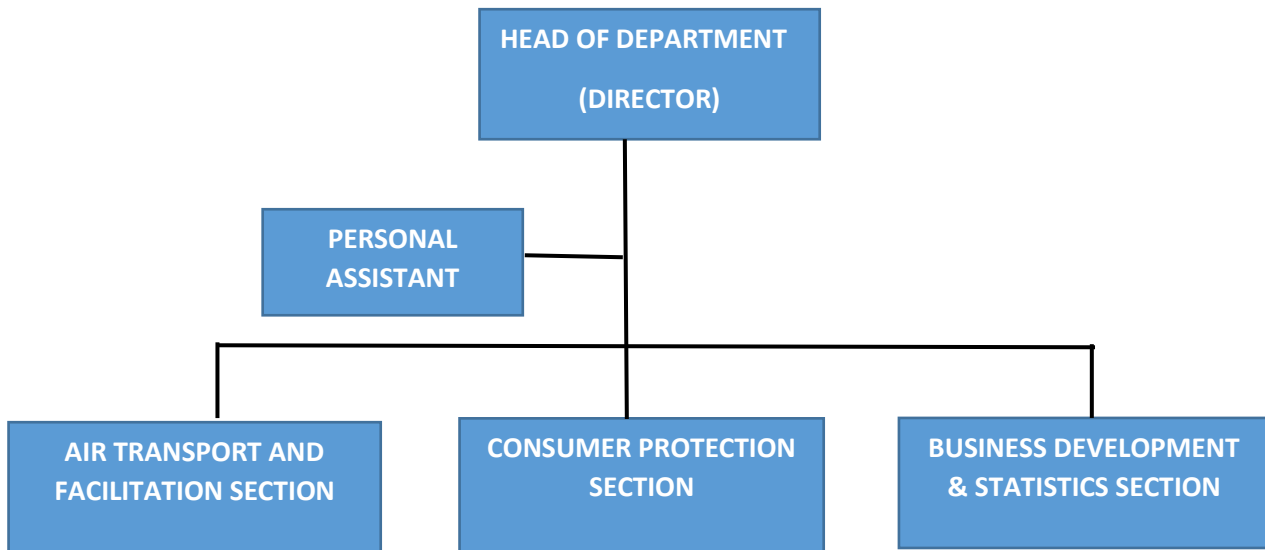 HEAD OF DEPARTMENT
(DIRECTOR)
PERSONAL
ASSISTANT
AIR TRANSPORT AND
FACILITATION SECTION
CONSUMER PROTECTION
SECTION
BUSINESS DEVELOPMENT
& STATISTICS SECTION